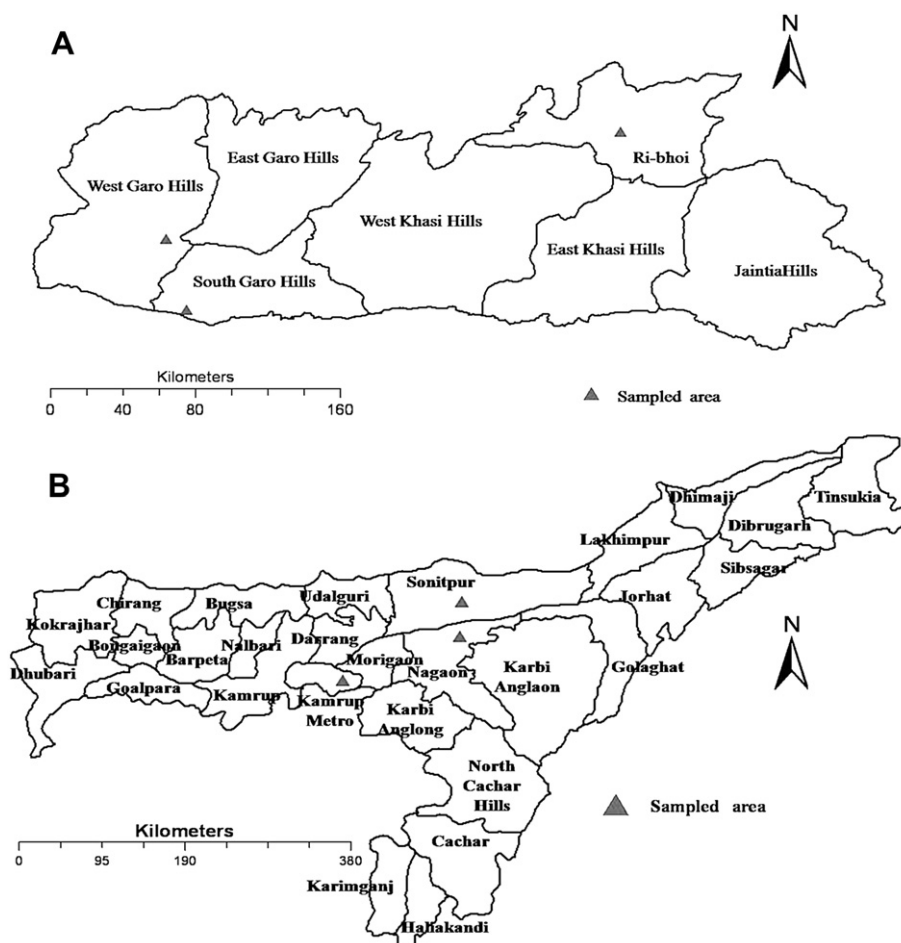 A
N
East Garo Hills
Ri-bhoi
West Garo Hills
West Khasi Hills
East Khasi Hills
JaintiaHills
South Garo Hills
Kilometers
0 40 80 160
Sampled area
B
Dhimaji
Tinsukia
Dibrugarh
Lakhimpur
Sibsagar
Sonitpur
Udalguri
Chirang
Bugsa
Jorhat
Kokrajhar
N
Bongaigaon
Nalbari
Darrang
Barpeta
Morigaon
Golaghat
Dhubari
Nagaon
Karbi
Anglaon
Goalpara
Kamrup
Kamrup
Metro
Karbi
Anglong
North
Cachar
Hills
Sampled area
Kilometers
0 95 190 380
Cachar
Karimganj
Hailakandi